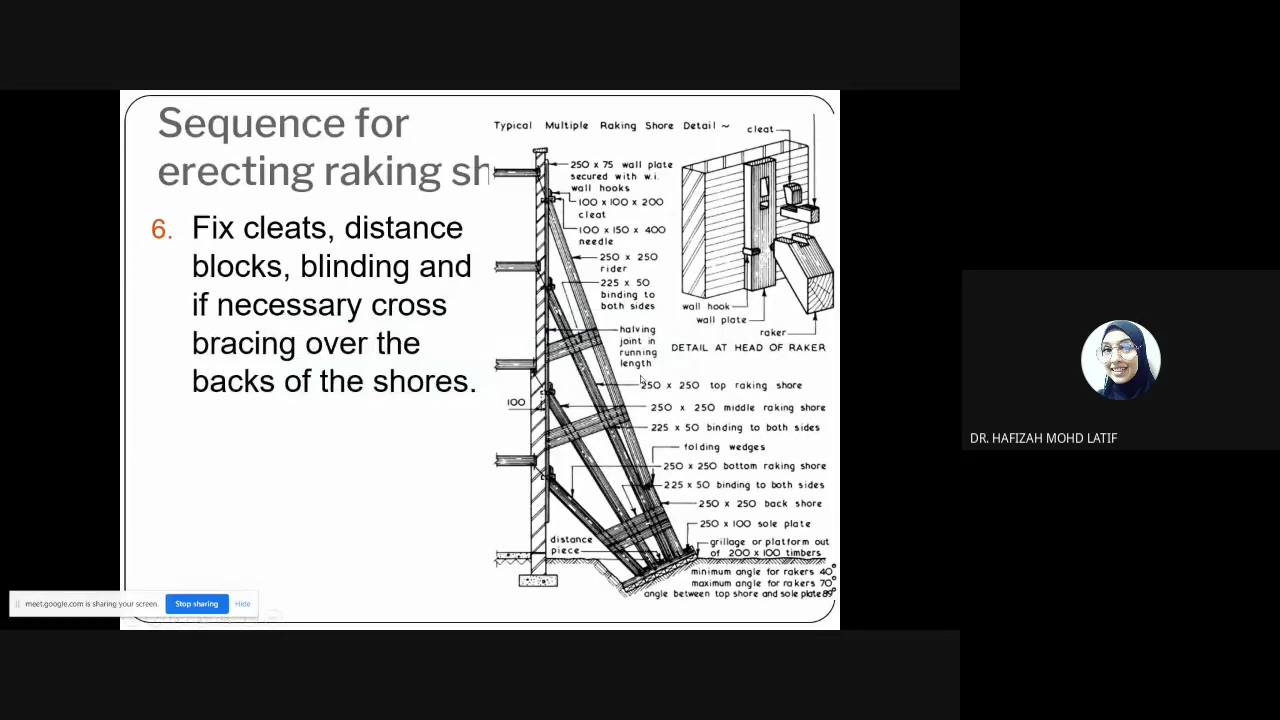 Sequence for
erecting raking sh
6. Fix cleats, distance
blocks, blinding and
if necessary cross
bracing over the
backs of the shores.
Typical Multiple Raking Shore Detail ~
cleat
250 x 75 wall plate
secured with w.i.
wall hooks
100 x 100 x 200
cleat
100 x 150 x 400
needle
250 x 250
rider
225 x 50
binding to
both sides
halving
joint in
running
length
wall hook
wall plate
raker
DETAIL AT HEAD OF RAKER
250 x 250 top raking shore
100
250 x 250 middle raking shore
225 x 50 binding to both sides
folding wedges
250 x 250 bottom raking shore
225 x 50 binding to both sides
250 x 250 back shore
250 x 100 sole plate
distance
piece
grillage or platform out
of 200 x 100 timbers
minimum angle for rakers 40°
maximum angle for rakers 70°
angle between top shore and sole plate 89°
meet.google.com is sharing your screen.
Stop sharing
Hide
DR. HAFIZAH MOHD LATIF